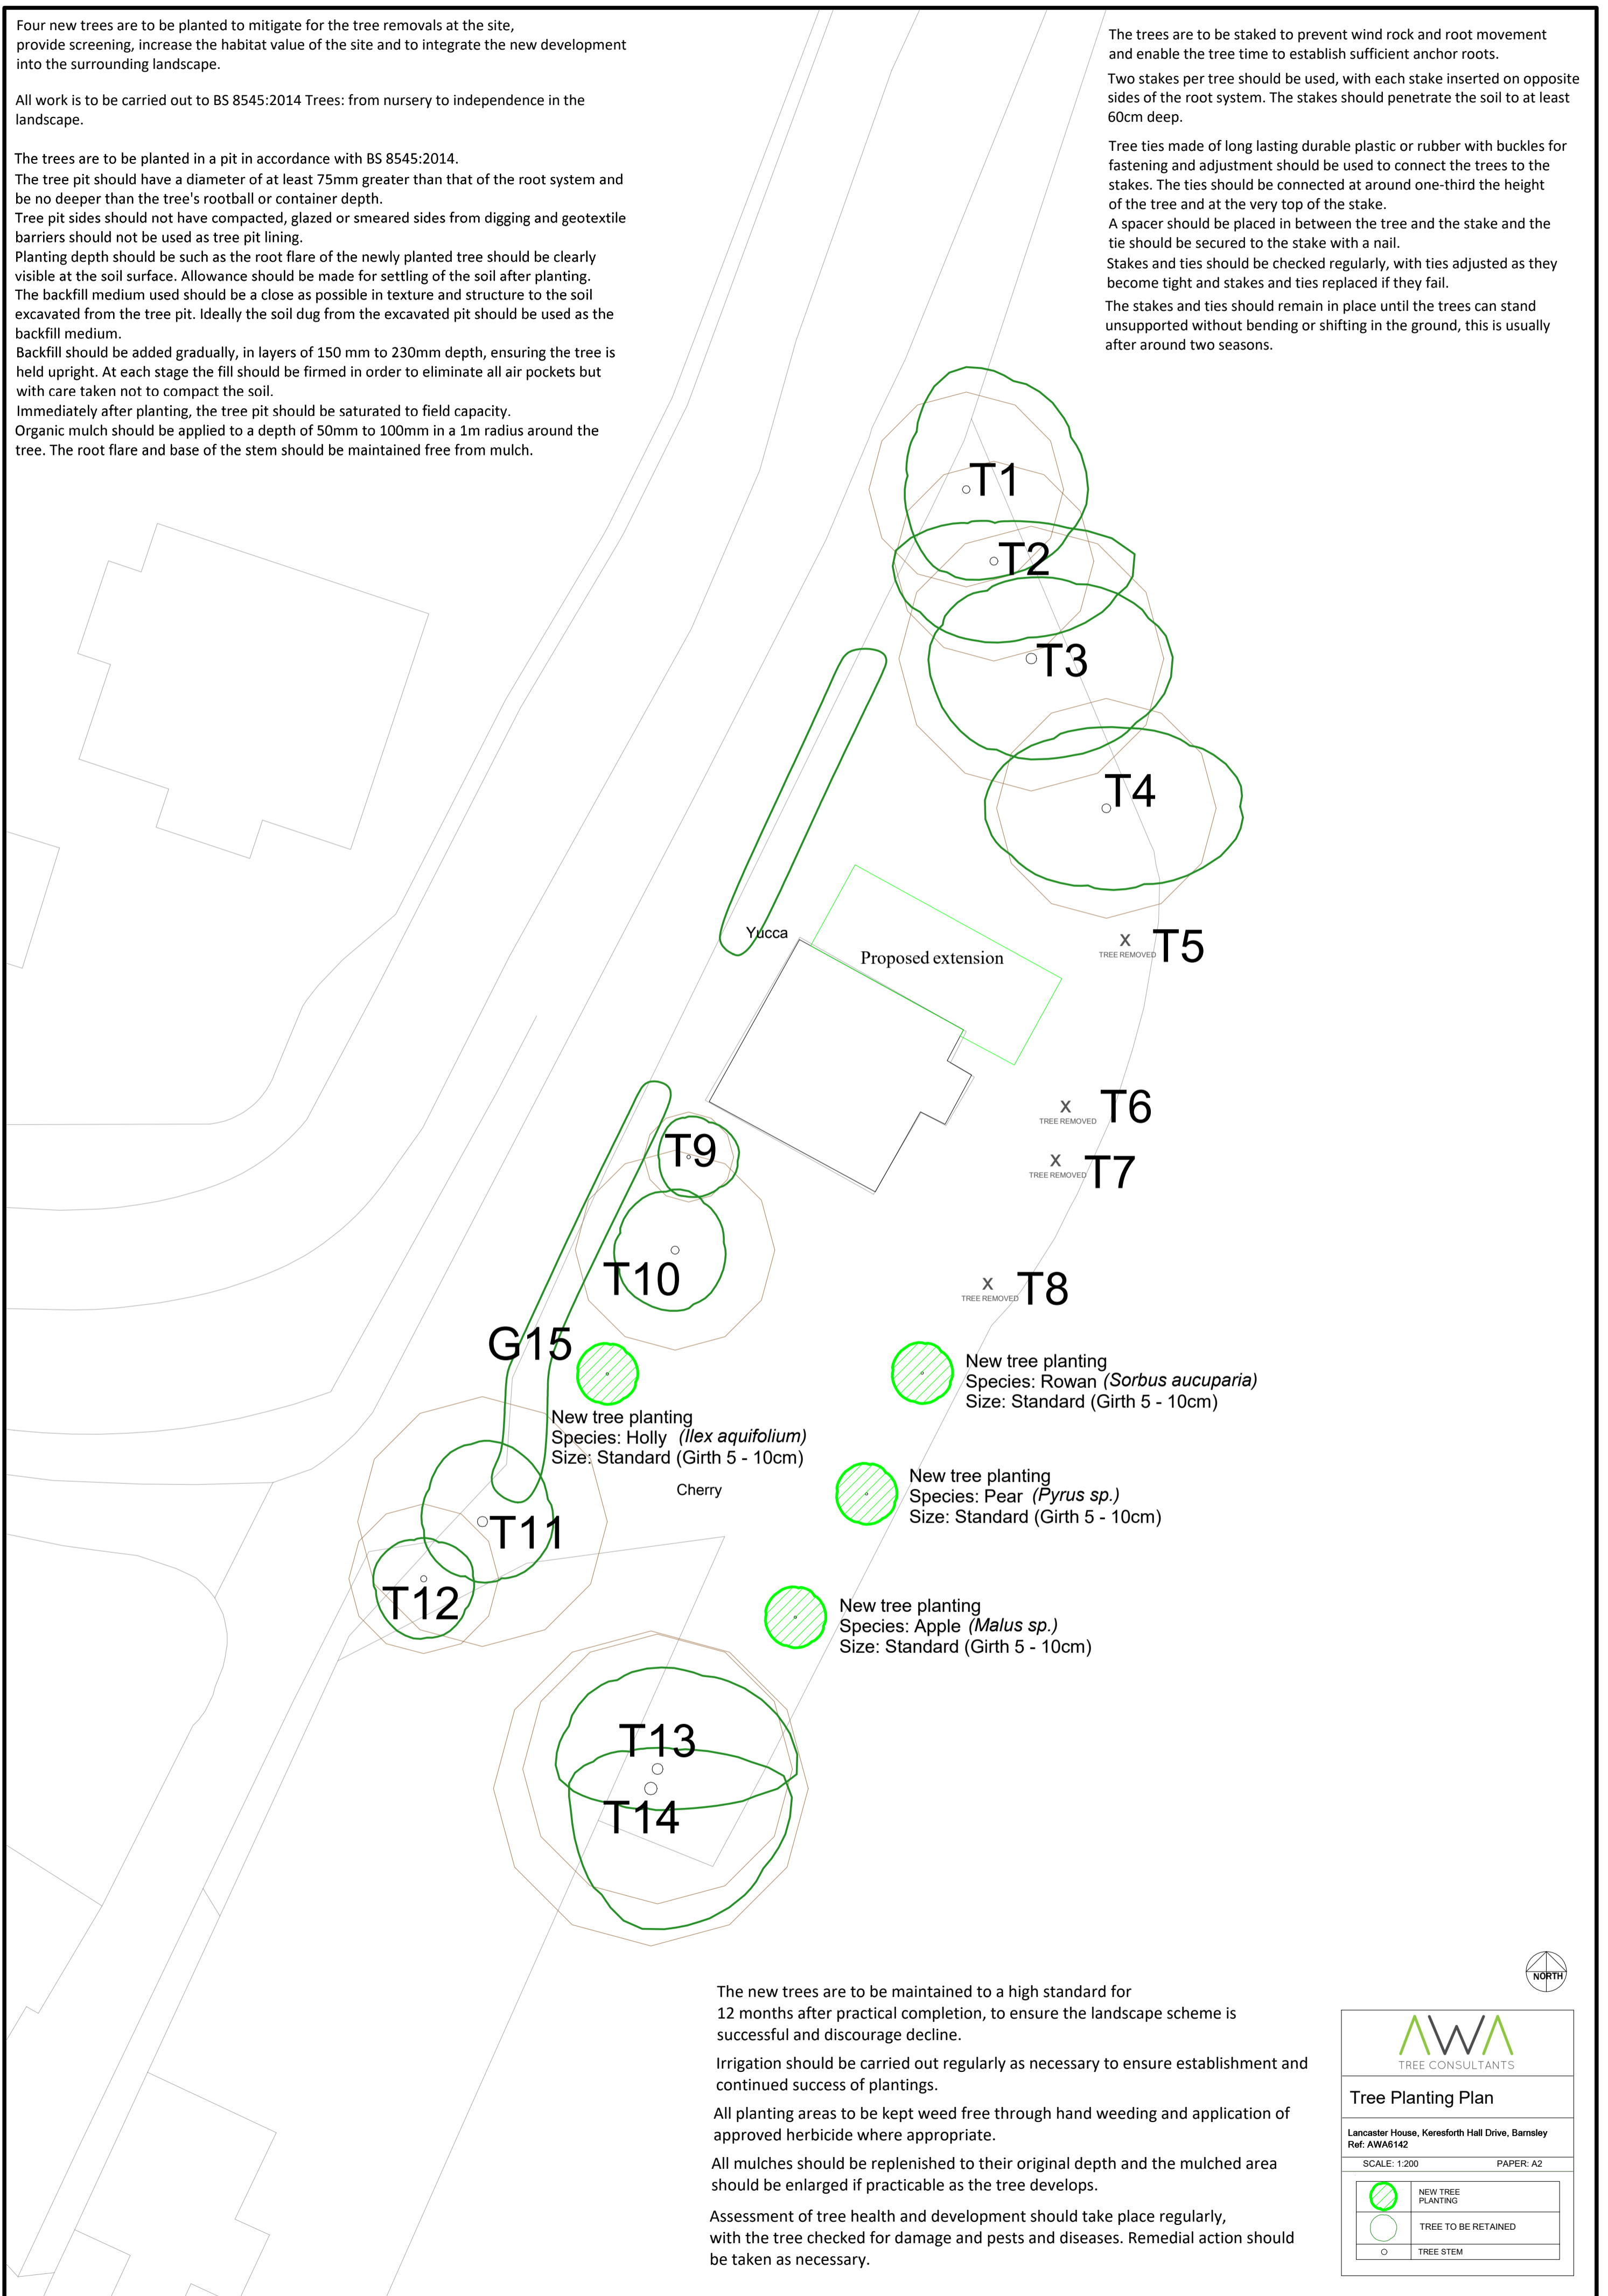 Four new trees are to be planted to mitigate for the tree removals at the site,
provide screening, increase the habitat value of the site and to integrate the new development
into the surrounding landscape.
All work is to be carried out to BS 8545:2014 Trees: from nursery to independence in the
landscape.
The trees are to be planted in a pit in accordance with BS 8545:2014.
The tree pit should have a diameter of at least 75mm greater than that of the root system and
be no deeper than the tree's rootball or container depth.
Tree pit sides should not have compacted, glazed or smeared sides from digging and geotextile
barriers should not be used as tree pit lining.
Planting depth should be such as the root flare of the newly planted tree should be clearly
visible at the soil surface. Allowance should be made for settling of the soil after planting.
The backfill medium used should be a close as possible in texture and structure to the soil
excavated from the tree pit. Ideally the soil dug from the excavated pit should be used as the
backfill medium.
Backfill should be added gradually, in layers of 150 mm to 230mm depth, ensuring the tree is
held upright. At each stage the fill should be firmed in order to eliminate all air pockets but
with care taken not to compact the soil.
Immediately after planting, the tree pit should be saturated to field capacity.
Organic mulch should be applied to a depth of 50mm to 100mm in a 1m radius around the
tree. The root flare and base of the stem should be maintained free from mulch.
The trees are to be staked to prevent wind rock and root movement
and enable the tree time to establish sufficient anchor roots.
Two stakes per tree should be used, with each stake inserted on opposite
sides of the root system. The stakes should penetrate the soil to at least
60cm deep.
Tree ties made of long lasting durable plastic or rubber with buckles for
fastening and adjustment should be used to connect the trees to the
stakes. The ties should be connected at around one-third the height
of the tree and at the very top of the stake.
A spacer should be placed in between the tree and the stake and the
tie should be secured to the stake with a nail.
Stakes and ties should be checked regularly, with ties adjusted as they
become tight and stakes and ties replaced if they fail.
The stakes and ties should remain in place until the trees can stand
unsupported without bending or shifting in the ground, this is usually
after around two seasons.
T1
T2
T3
T4
Yucca
Proposed extension
X
TREE REMOVED
T5
X
TREE REMOVED
T6
X
TREE REMOVED
T7
T9
T10
X
TREE REMOVED
T8
G15
New tree planting
Species: Rowan (Sorbus aucuparia)
Size: Standard (Girth 5 - 10cm)
New tree planting
Species: Holly (Ilex aquifolium)
Size: Standard (Girth 5 - 10cm)
Cherry
New tree planting
Species: Pear (Pyrus sp.)
Size: Standard (Girth 5 - 10cm)
T11
T12
New tree planting
Species: Apple (Malus sp.)
Size: Standard (Girth 5 - 10cm)
T13
T14
The new trees are to be maintained to a high standard for
12 months after practical completion, to ensure the landscape scheme is
successful and discourage decline.
Irrigation should be carried out regularly as necessary to ensure establishment and
continued success of plantings.
All planting areas to be kept weed free through hand weeding and application of
approved herbicide where appropriate.
All mulches should be replenished to their original depth and the mulched area
should be enlarged if practicable as the tree develops.
Assessment of tree health and development should take place regularly,
with the tree checked for damage and pests and diseases. Remedial action should
be taken as necessary.
NORTH
AWA
TREE CONSULTANTS
Tree Planting Plan
Lancaster House, Keresforth Hall Drive, Barnsley
Ref: AWA6142
SCALE: 1:200 PAPER: A2
NEW TREE
PLANTING
TREE TO BE RETAINED
TREE STEM